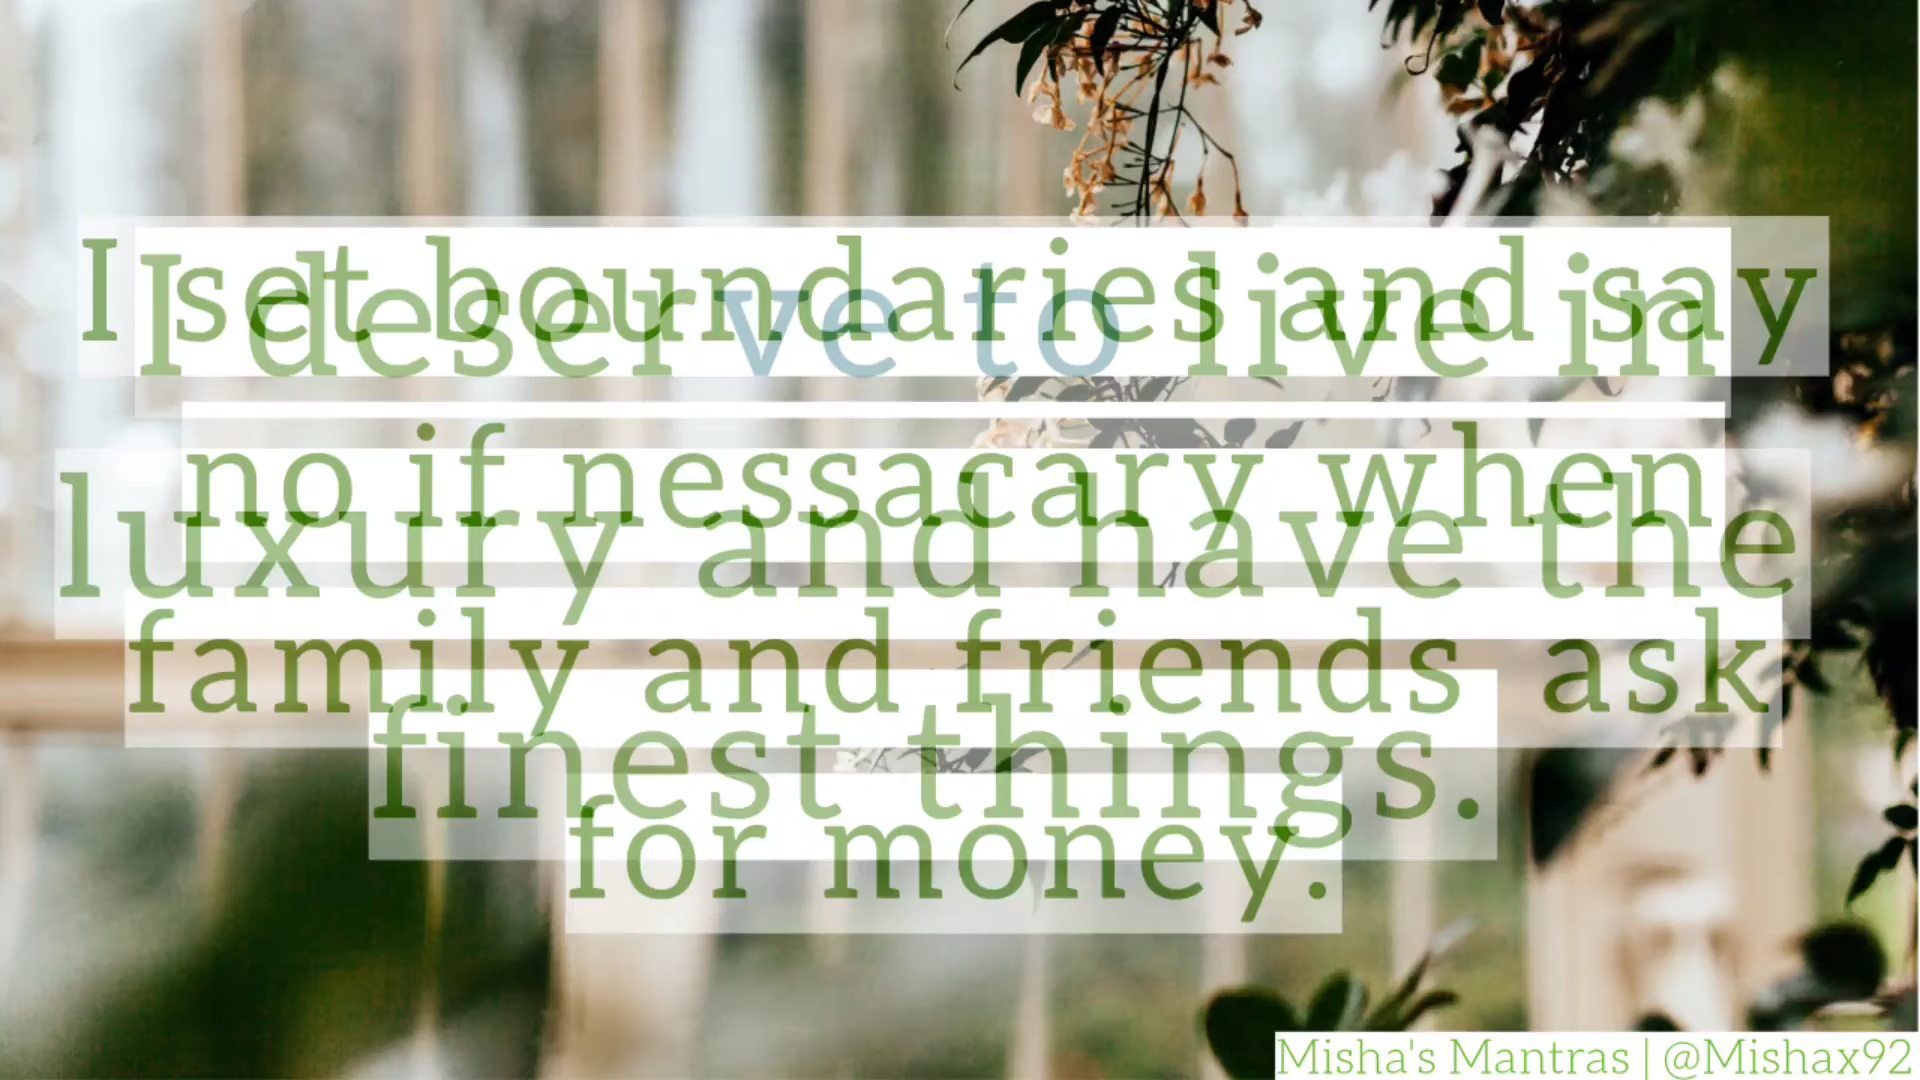 I set boundaries and say
no if nessacary when
family and friends ask
for money.
I deserve to live in
luxury and have the
finest things.
Misha's Mantras | @Mishax92